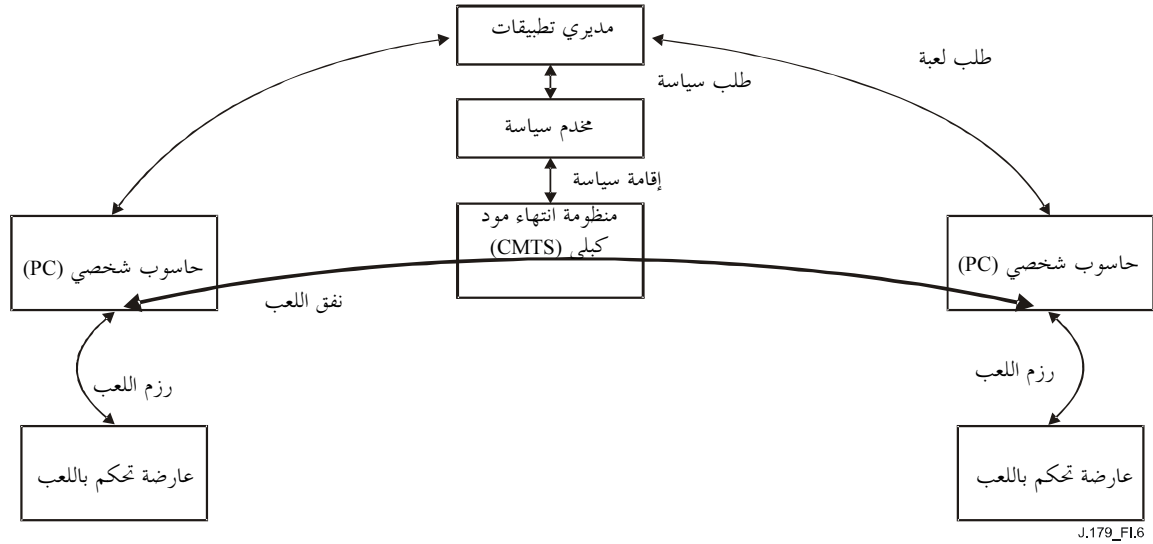 مديري تطبيقات
طلب لعبة
طلب سياسة
مخدم سياسة
إقامة سياسة
منظومة انتهاء مود
كبلي (CMTS)
حاسوب شخصي (PC)
حاسوب شخصي (PC)
نفق اللعب
رزم اللعب
رزم اللعب
عارضة تحكم باللعب
عارضة تحكم باللعب
J.179_FI.6